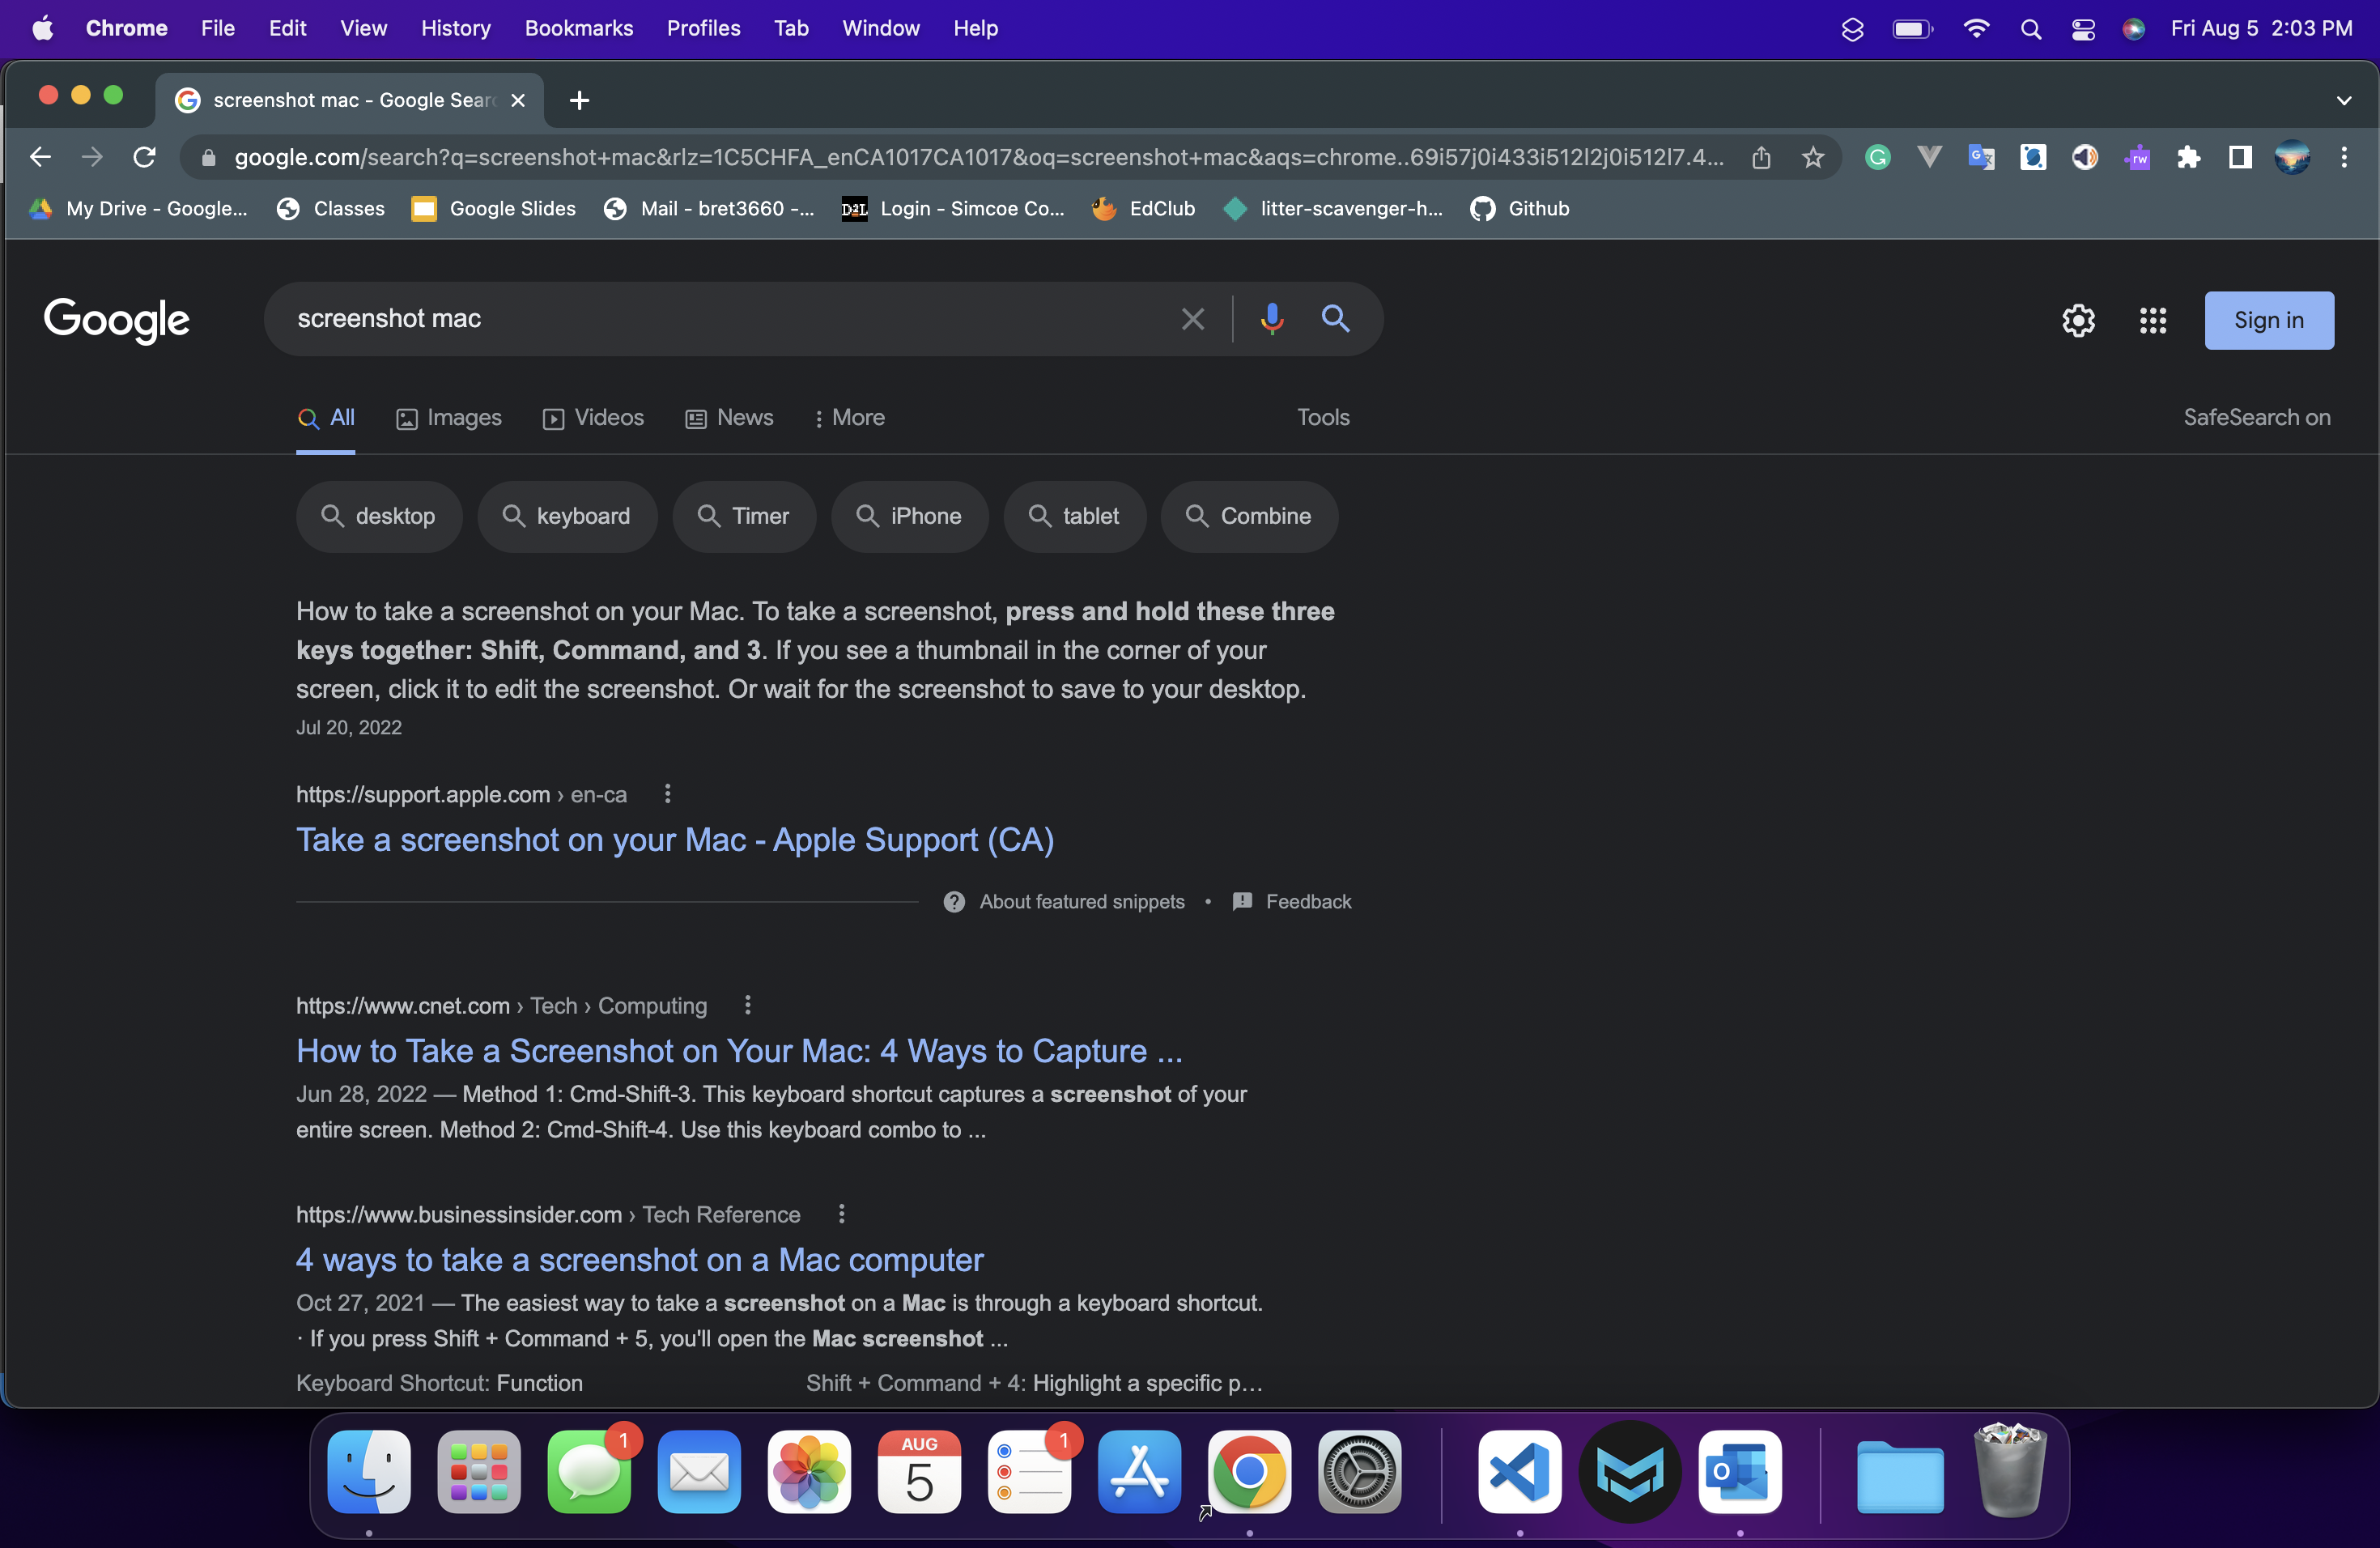 Chrome File Edit View History Bookmarks Profiles Tab Window Help Fri Aug 5 2:03 PM
screenshot mac - Google Sear
google.com/search?q=screenshot+mac&rlz=1C5CHFA_enCA1017CA1017&oq=screenshot+mac&aqs=chrome..69i57j0i433i512l2j0i512l7.4... rw
My Drive - Google... Classes Google Slides Mail - bret3660 -... D2L Login - Simcoe Co... EdClub litter-scavenger-h... Github
Google screenshot mac Sign in
All Images Videos News More Tools SafeSearch on
desktop keyboard Timer iPhone tablet Combine
How to take a screenshot on your Mac. To take a screenshot, press and hold these three
keys together: Shift, Command, and 3. If you see a thumbnail in the corner of your
screen, click it to edit the screenshot. Or wait for the screenshot to save to your desktop.
Jul 20, 2022
https://support.apple.com › en-ca
Take a screenshot on your Mac - Apple Support (CA)
About featured snippets • Feedback
https://www.cnet.com › Tech › Computing
How to Take a Screenshot on Your Mac: 4 Ways to Capture ...
Jun 28, 2022 — Method 1: Cmd-Shift-3. This keyboard shortcut captures a screenshot of your
entire screen. Method 2: Cmd-Shift-4. Use this keyboard combo to ...
https://www.businessinsider.com › Tech Reference
4 ways to take a screenshot on a Mac computer
Oct 27, 2021 — The easiest way to take a screenshot on a Mac is through a keyboard shortcut.
· If you press Shift + Command + 5, you'll open the Mac screenshot ...
Keyboard Shortcut: Function Shift + Command + 4: Highlight a specific p...
1 AUG 1
5 O